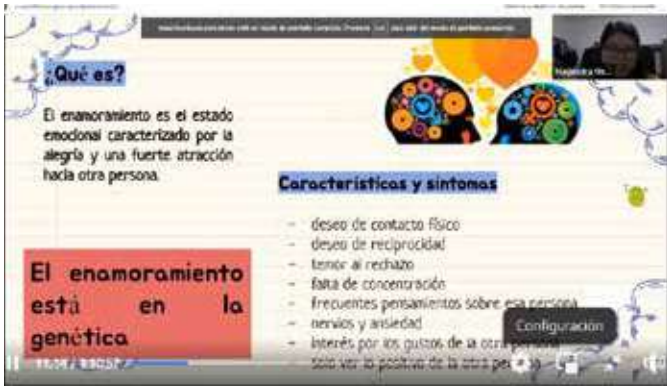 ¿Qué es?
El enamoramiento es el estado
emocional caracterizado por la
alegría y una fuerte atracción
hacia otra persona.
Características y síntomas
- deseo de contacto físico
- deseo de reciprocidad
- temor al rechazo
- falta de concentración
- frecuentes pensamientos sobre esa persona
- nervios y ansiedad
- interés por los gustos de la otra persona
- solo ver lo positivo de la otra persona
El enamoramiento
está en la
genética
Configuración